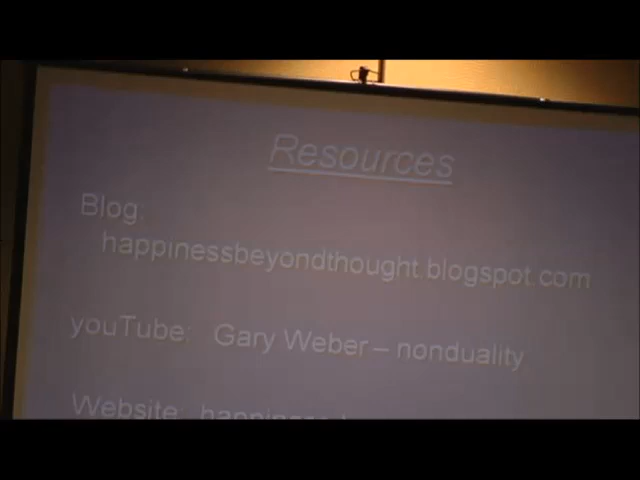 Resources
Blog:
happinessbeyondthought.blogspot.com
youTube: Gary Weber – nonduality
Website: